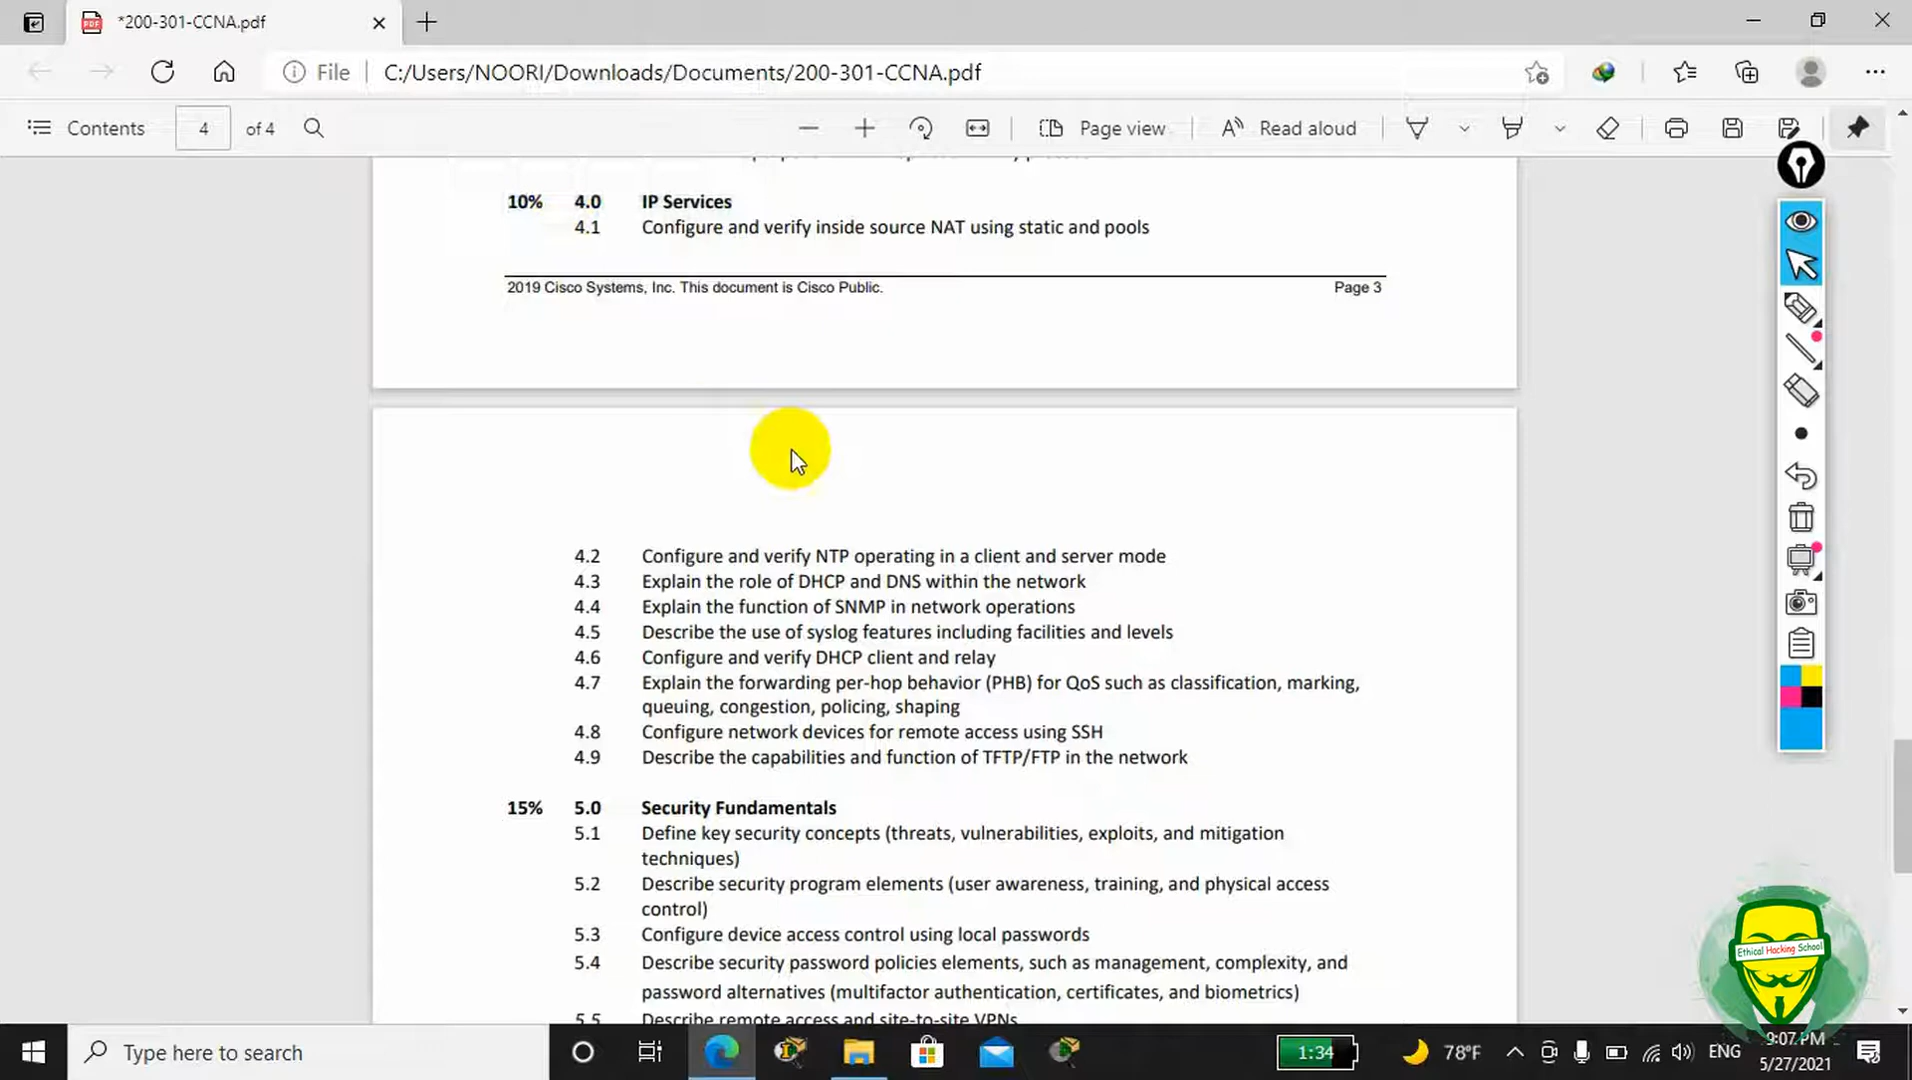 *200-301-CCNA.pdf
File
C:/Users/NOORI/Downloads/Documents/200-301-CCNA.pdf
Contents
4
of 4
Page view
Read aloud
10% 4.0 IP Services
4.1 Configure and verify inside source NAT using static and pools
2019 Cisco Systems, Inc. This document is Cisco Public. Page 3
4.2 Configure and verify NTP operating in a client and server mode
4.3 Explain the role of DHCP and DNS within the network
4.4 Explain the function of SNMP in network operations
4.5 Describe the use of syslog features including facilities and levels
4.6 Configure and verify DHCP client and relay
4.7 Explain the forwarding per-hop behavior (PHB) for QoS such as classification, marking,
queuing, congestion, policing, shaping
4.8 Configure network devices for remote access using SSH
4.9 Describe the capabilities and function of TFTP/FTP in the network
15% 5.0 Security Fundamentals
5.1 Define key security concepts (threats, vulnerabilities, exploits, and mitigation
techniques)
5.2 Describe security program elements (user awareness, training, and physical access
control)
5.3 Configure device access control using local passwords
5.4 Describe security password policies elements, such as management, complexity, and
password alternatives (multifactor authentication, certificates, and biometrics)
5.5 Describe remote access and site-to-site VPNs
Ethical Hacking School
Type here to search
1:34
78°F
ENG
9:07 PM
5/27/2021